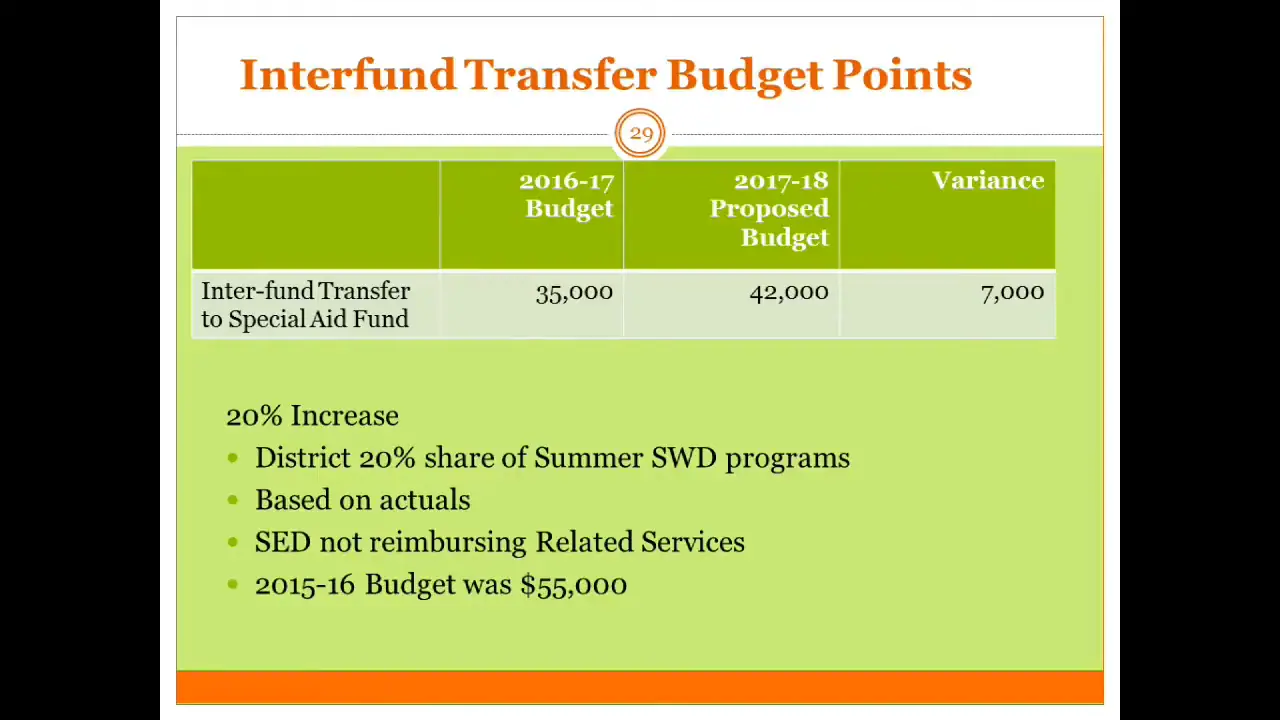 Interfund Transfer Budget Points
29
2016-17 Budget
2017-18 Proposed Budget
Variance
Inter-fund Transfer to Special Aid Fund
35,000
42,000
7,000
20% Increase
• District 20% share of Summer SWD programs
• Based on actuals
• SED not reimbursing Related Services
• 2015-16 Budget was $55,000